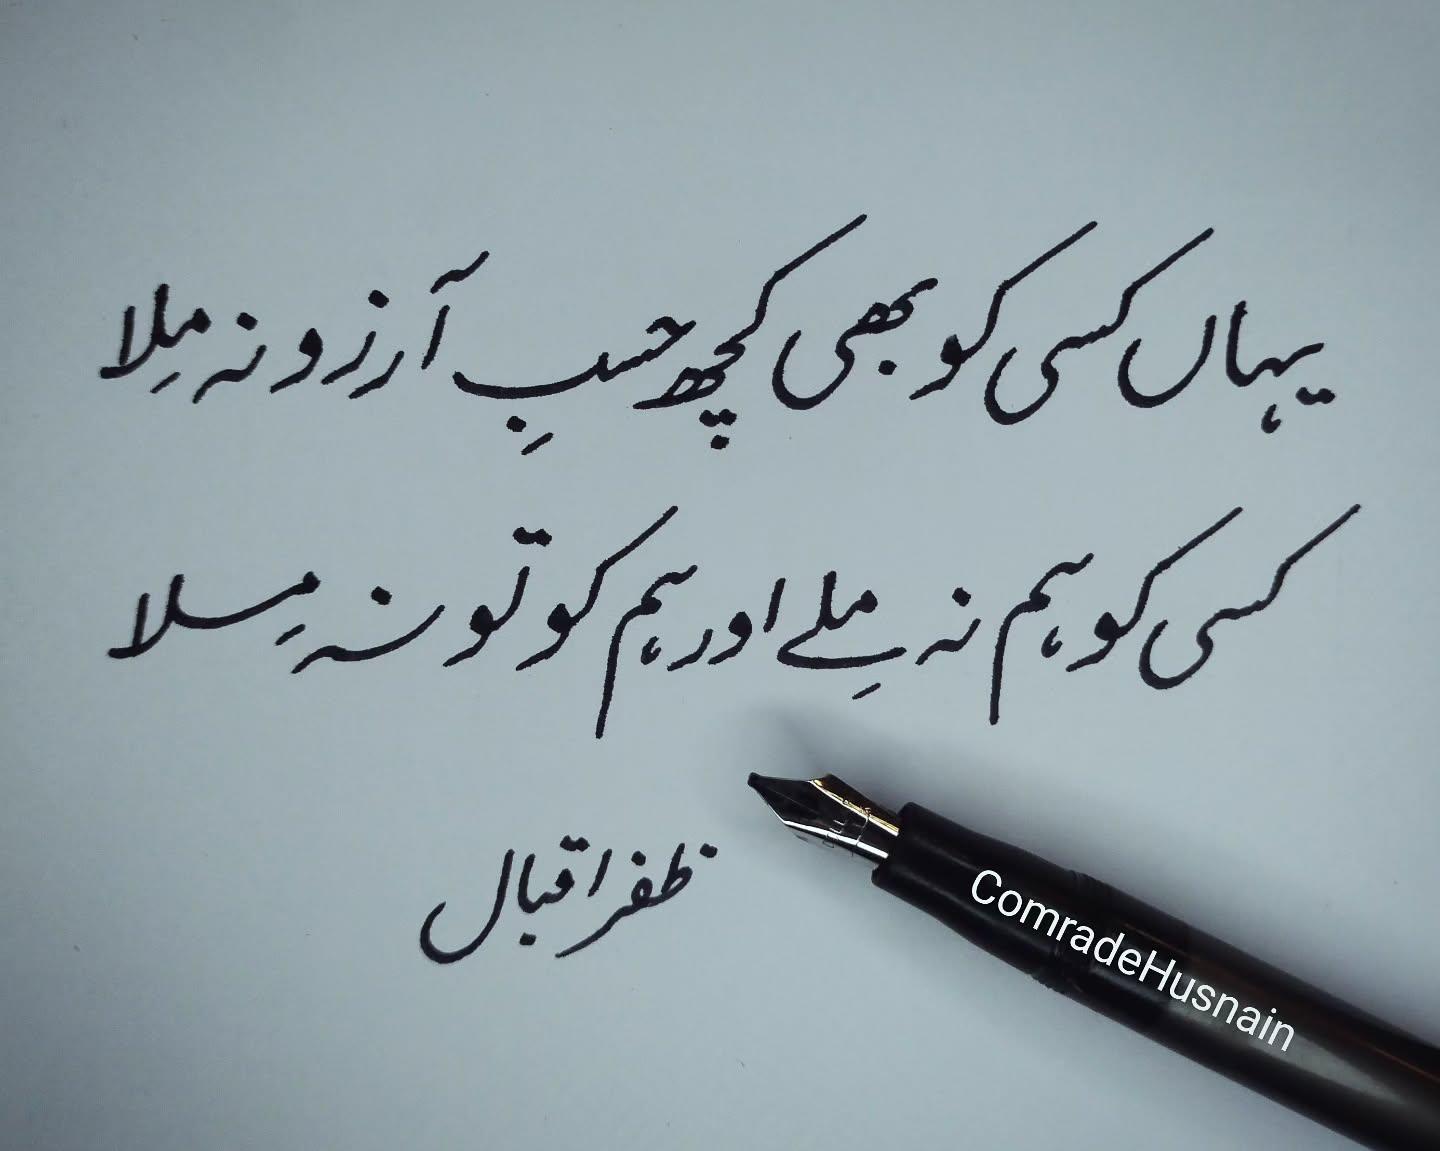 یہاں کسی کو بھی کچھ حسبِ آرزو نہ مِلا
کسی کو ہم نہ مِلے اور ہم کو تو نہ مِلا
ظفر اقبال
ComradeHusnain